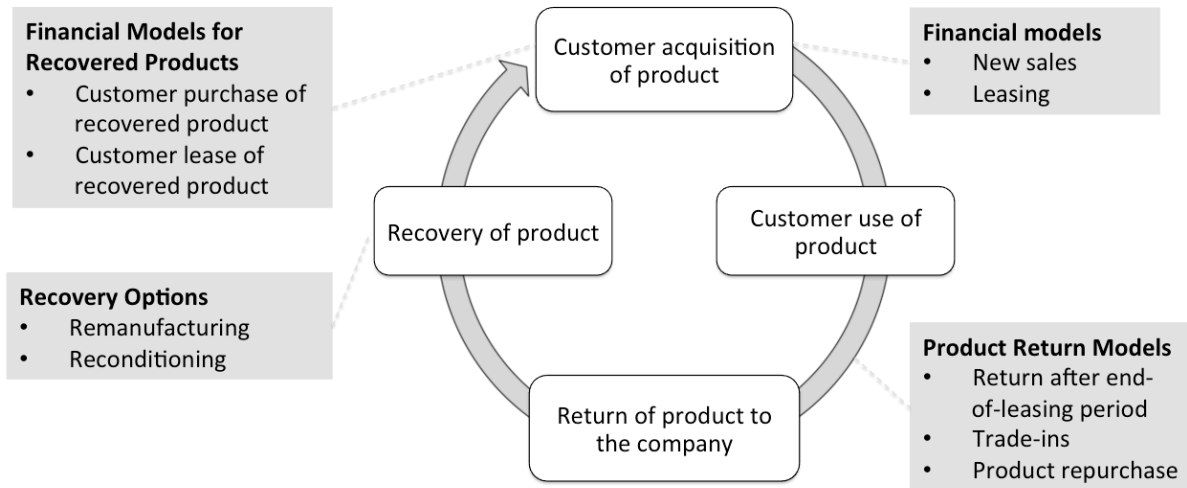 Financial Models for
Recovered Products
• Customer purchase of
recovered product
• Customer lease of
recovered product
Customer acquisition
of product
Financial models
• New sales
• Leasing
Recovery of product
Customer use of
product
Recovery Options
• Remanufacturing
• Reconditioning
Return of product to
the company
Product Return Models
• Return after end-
of-leasing period
• Trade-ins
• Product repurchase